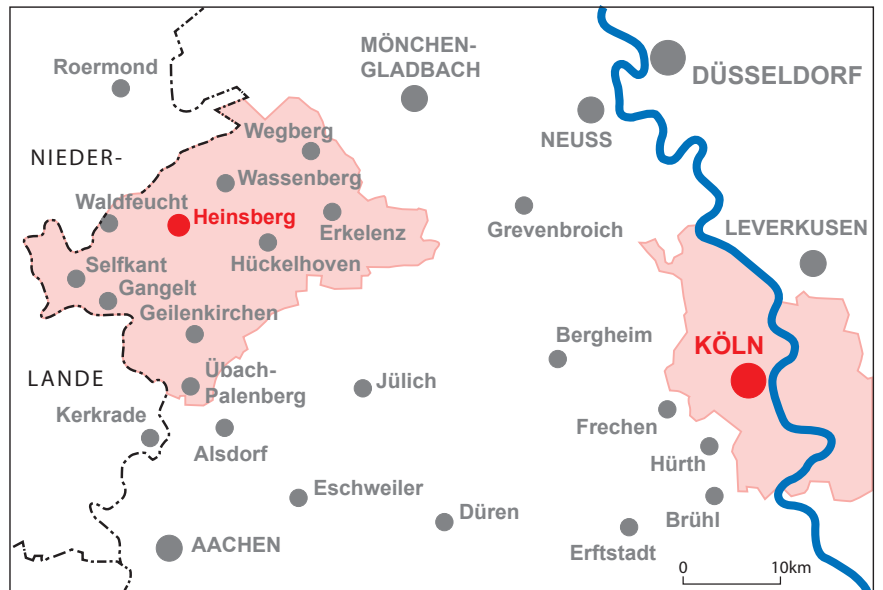 MÖNCHEN-
GLADBACH
Roermond
DÜSSELDORF
NEUSS
Wegberg
NIEDER-
Wassenberg
Waldfeucht
Heinsberg
Erkelenz
Grevenbroich
LEVERKUSEN
Hückelhoven
Selfkant
Gangelt
Geilenkirchen
Bergheim
KÖLN
LANDE
Übach-
Palenberg
Jülich
Kerkrade
Alsdorf
Frechen
Hürth
Eschweiler
Düren
Brühl
AACHEN
Erftstadt
0 10km